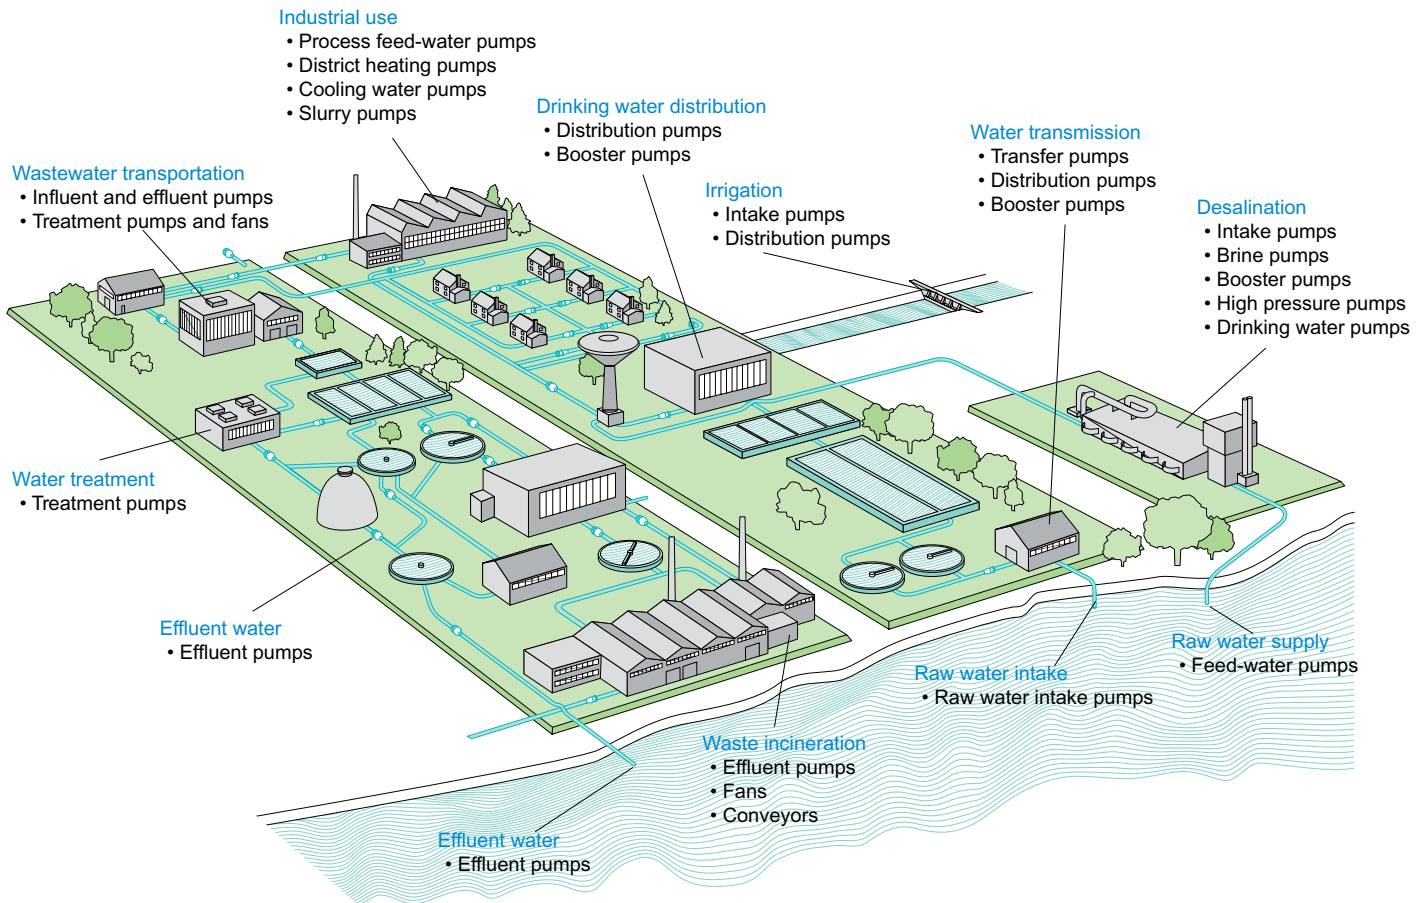 Industrial use
• Process feed-water pumps
• District heating pumps
• Cooling water pumps
• Slurry pumps
Drinking water distribution
• Distribution pumps
• Booster pumps
Water transmission
• Transfer pumps
• Distribution pumps
• Booster pumps
Wastewater transportation
• Influent and effluent pumps
• Treatment pumps and fans
Irrigation
• Intake pumps
• Distribution pumps
Desalination
• Intake pumps
• Brine pumps
• Booster pumps
• High pressure pumps
• Drinking water pumps
Water treatment
• Treatment pumps
Effluent water
• Effluent pumps
Raw water supply
• Feed-water pumps
Raw water intake
• Raw water intake pumps
Waste incineration
• Effluent pumps
• Fans
• Conveyors
Effluent water
• Effluent pumps